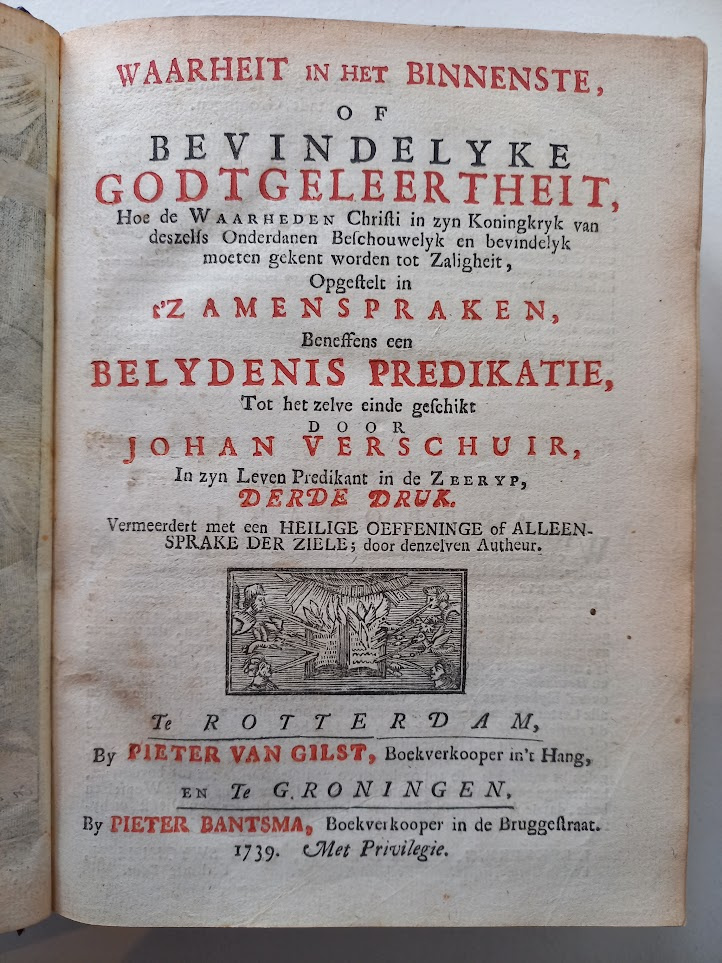 WAARHEIT IN HET BINNENSTE,
OF
BEVINDELYKE
GODTGELEERTHEIT,
Hoe de WAARHEDEN Chriſti in zyn Koningkryk van
deszelfs Onderdanen Beſchouwelyk en bevindelyk
moeten gekent worden tot Zaligheit,
Opgeſtelt in
t'ZAMENSPRAKEN,
Beneffens een
BELYDENIS PREDIKATIE,
Tot het zelve einde geſchikt
DOOR
JOHAN VERSCHUIR,
In zyn Leven Predikant in de ZEERYP,
DERDE DRUK.
Vermeerdert met een HEILIGE OEFFENINGE of ALLEEN-
SPRAKE DER ZIELE; door denzelven Autheur.
Te ROTTERDAM,
By PIETER VAN GILST, Boekverkooper in't Hang,
EN Te GRONINGEN,
By PIETER BANTSMA, Boekverkooper in de Bruggeſtraat.
1739. Met Privilegie.